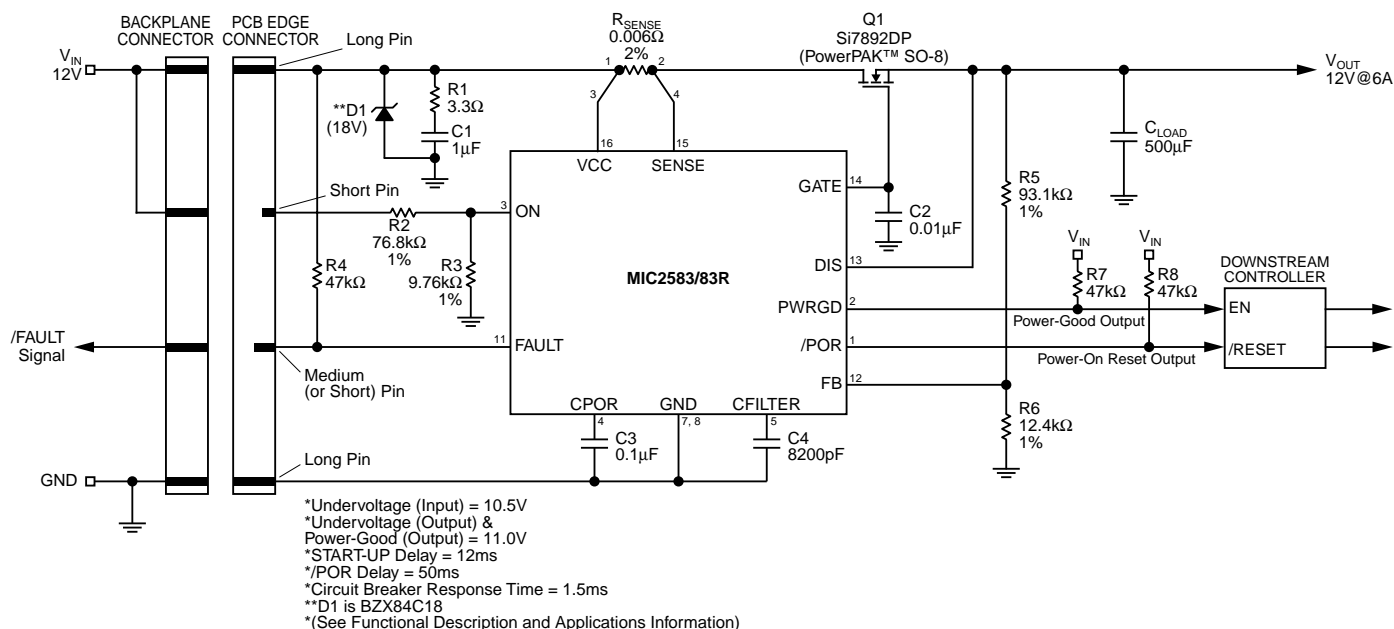 BACKPLANE
CONNECTOR
PCB EDGE
CONNECTOR
Long Pin
RSENSE
0.006Ω
2%
Q1
Si7892DP
(PowerPAK™ SO-8)
VIN
12V
1
2
3
4
VOUT
12V@6A
**D1
(18V)
R1
3.3Ω
C1
1μF
CLOAD
500μF
16
VCC
15
SENSE
Short Pin
GATE
14
R5
93.1kΩ
1%
3
ON
R2
76.8kΩ
1%
C2
0.01μF
R3
9.76kΩ
1%
R4
47kΩ
MIC2583/83R
DIS
13
VIN
VIN
R7
47kΩ
R8
47kΩ
DOWNSTREAM
CONTROLLER
PWRGD
2
Power-Good Output
EN
/FAULT
Signal
11
FAULT
/POR
1
Power-On Reset Output
/RESET
Medium
(or Short) Pin
FB
12
CPOR
4
GND
7, 8
CFILTER
5
R6
12.4kΩ
1%
C3
0.1μF
C4
8200pF
Long Pin
GND
*Undervoltage (Input) = 10.5V
*Undervoltage (Output) &
Power-Good (Output) = 11.0V
*START-UP Delay = 12ms
*/POR Delay = 50ms
*Circuit Breaker Response Time = 1.5ms
**D1 is BZX84C18
*(See Functional Description and Applications Information)